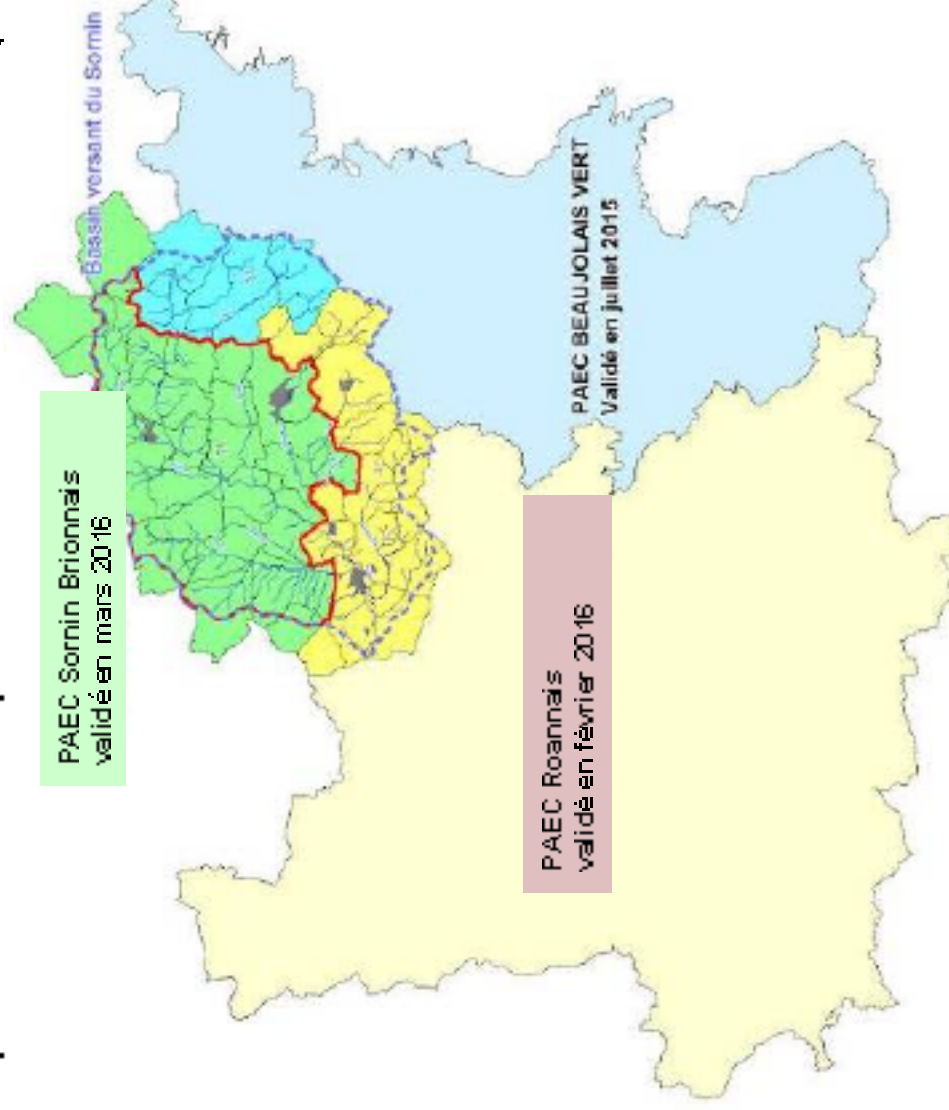 Bassin versant du Sornin
PAEC Sornin Brionnais
validé en mars 2016
PAEC BEAUJOLAIS VERT
Validé en juillet 2015
PAEC Roannais
validé en février 2016